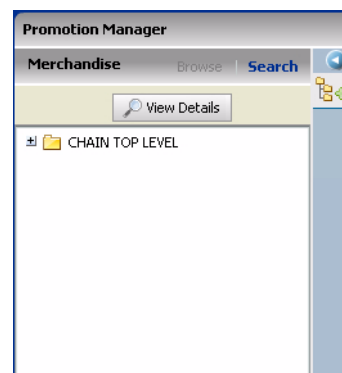 Promotion Manager
Merchandise Browse Search
View Details
CHAIN TOP LEVEL